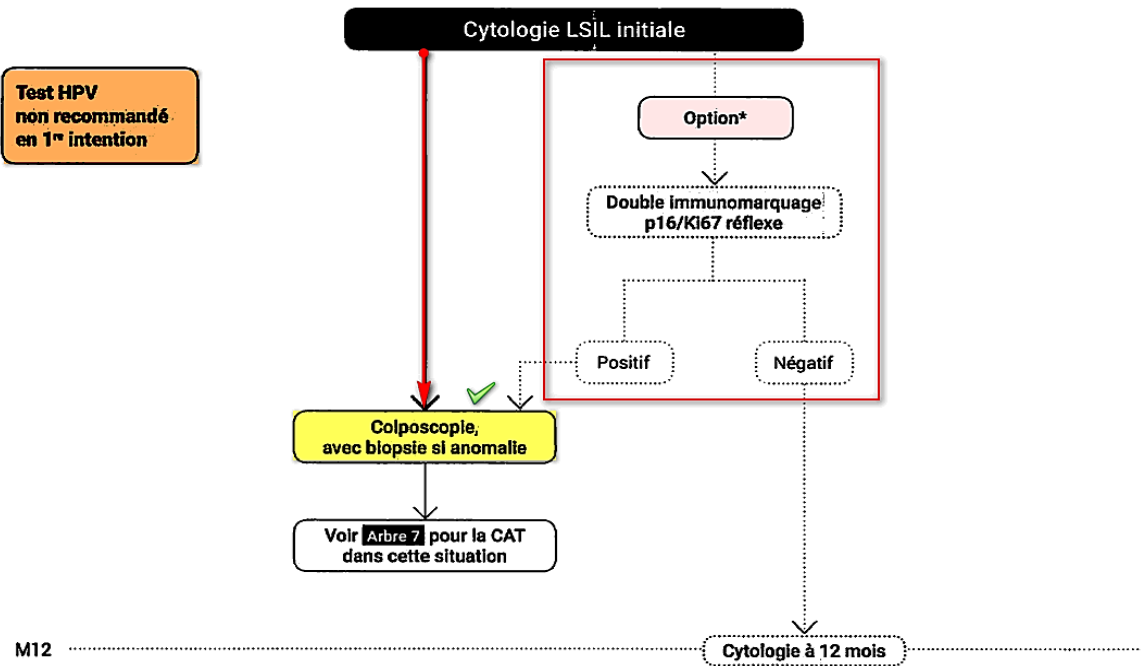 Cytologie LSIL initiale
Test HPV
non recommandé
en 1re intention
Option*
Double immunomarquage
p16/Ki67 réflexe
Positif
Négatif
Colposcopie,
avec biopsie si anomalie
Voir Arbre 7 pour la CAT
dans cette situation
M12
Cytologie à 12 mois